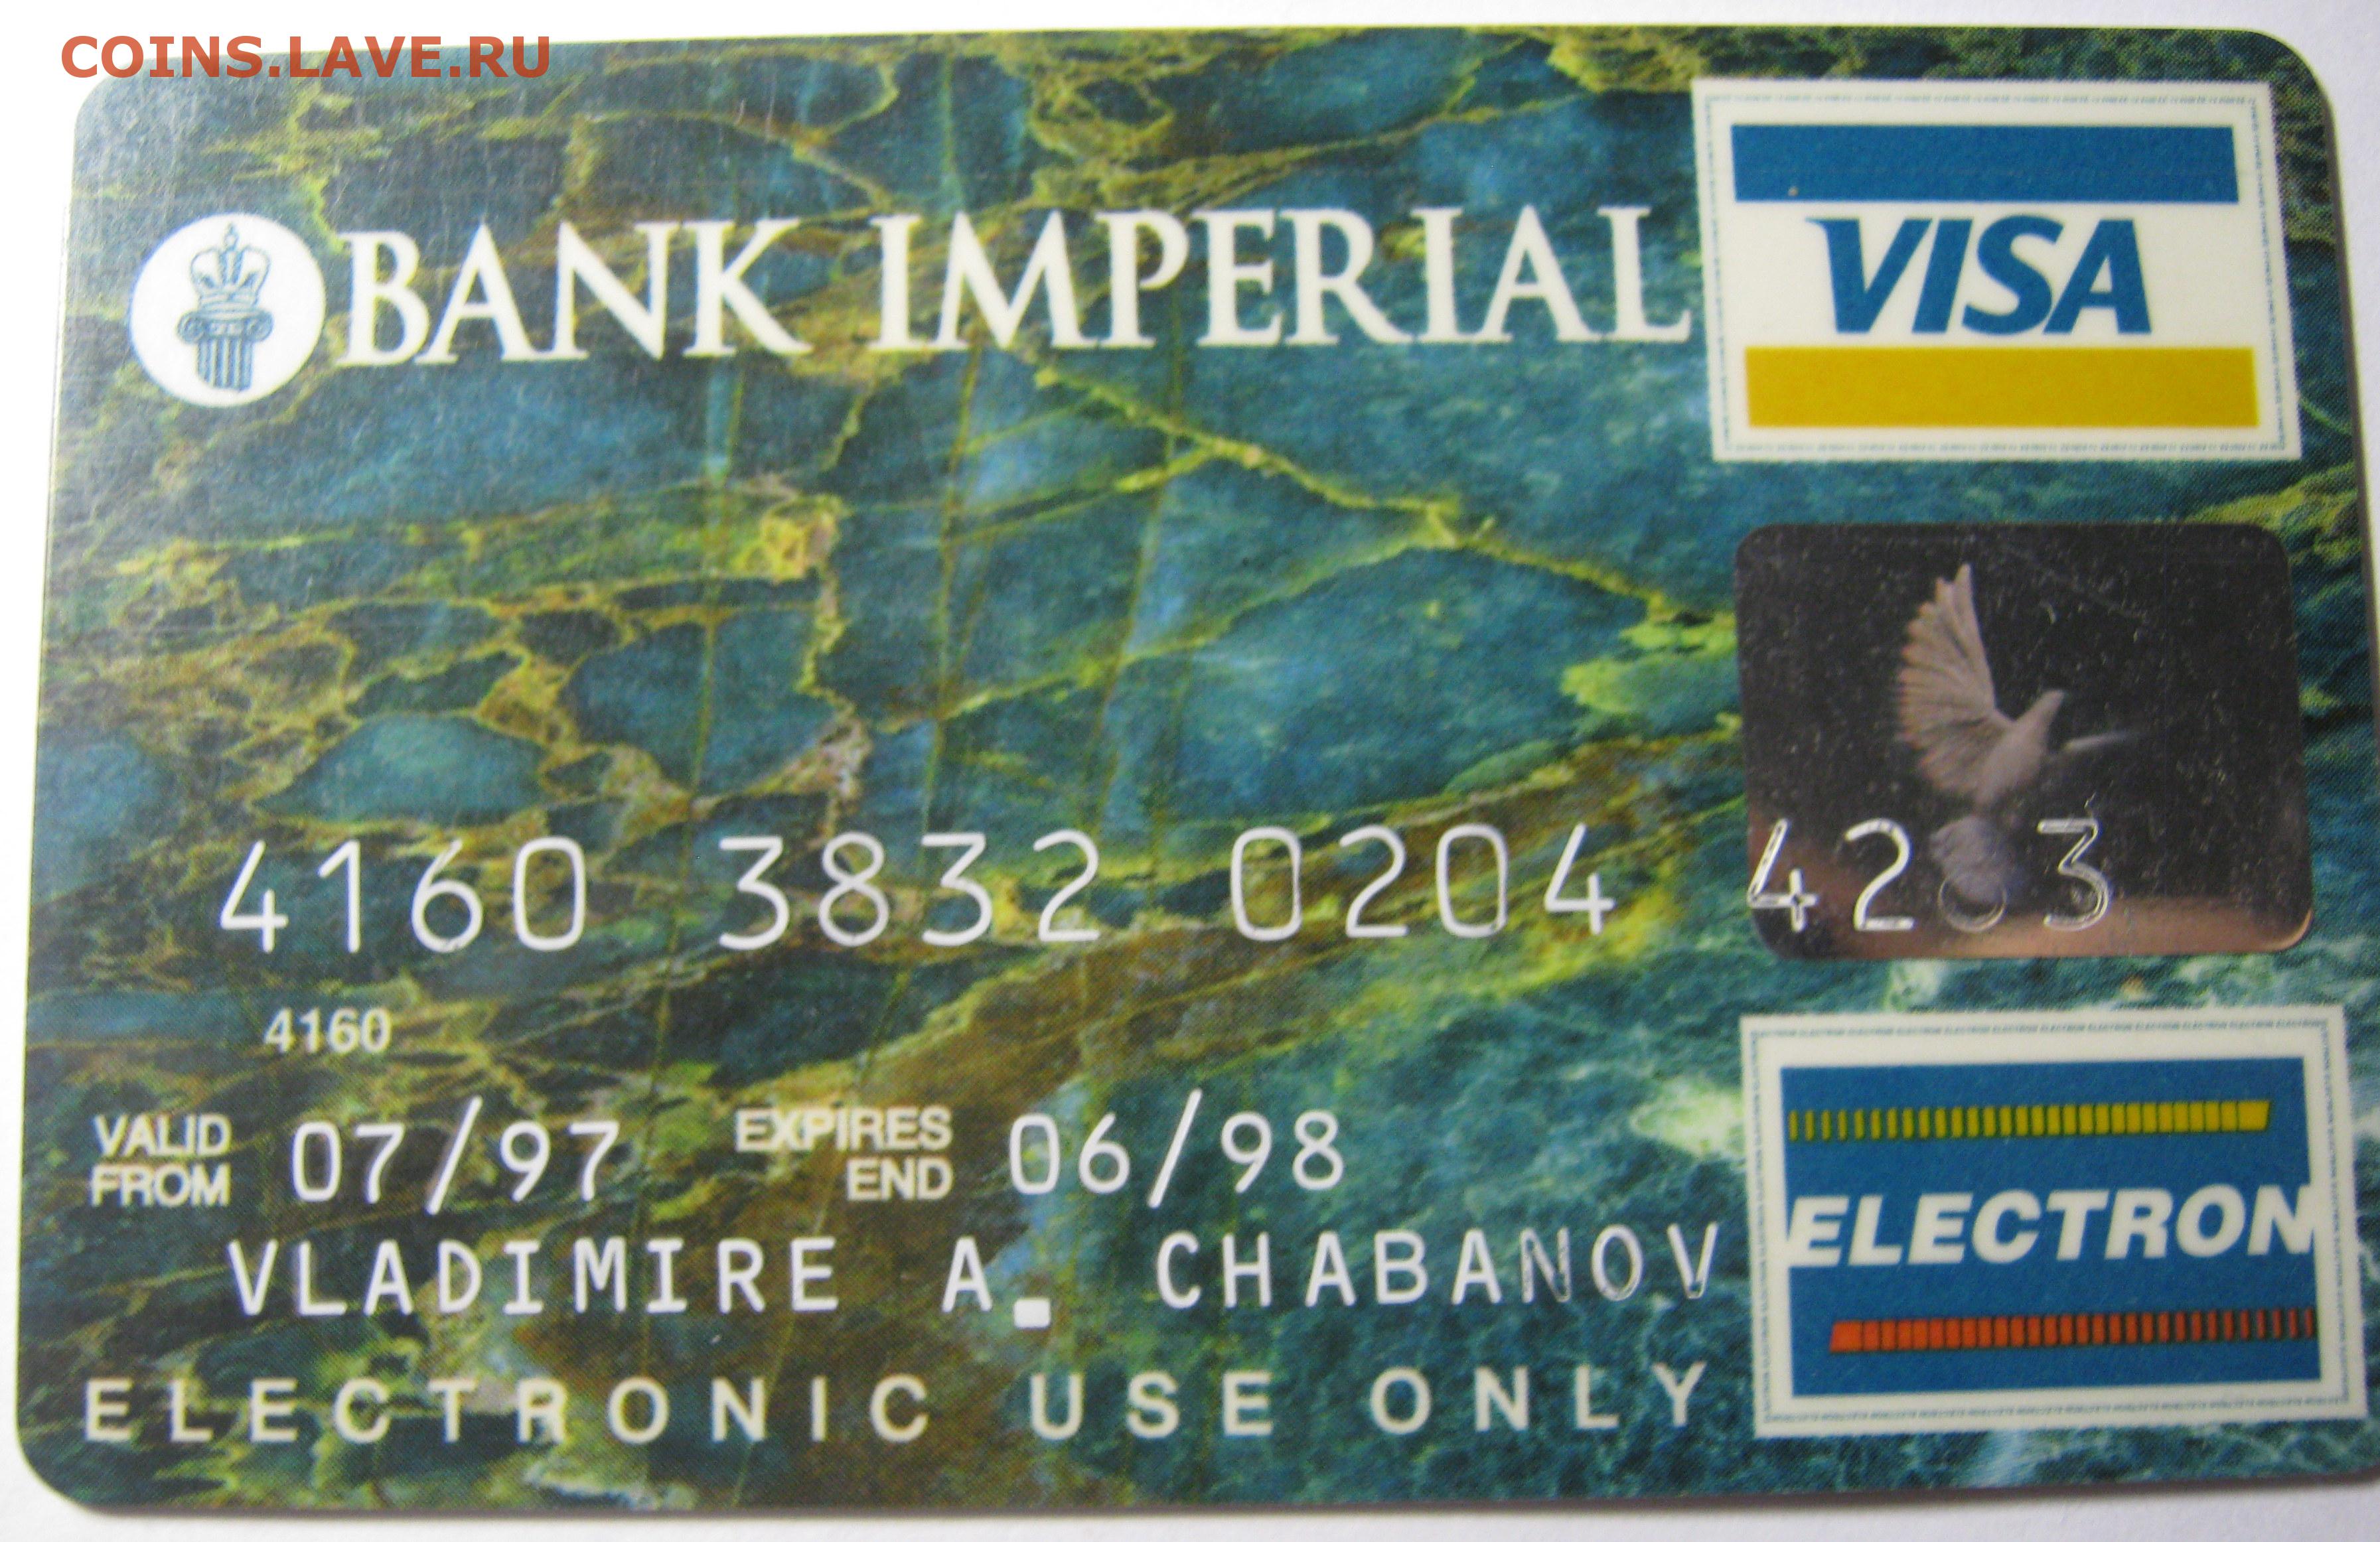 COINS.LAVE.RU
BANK IMPERIAL
VISA
4160 3832 0204
4160
VALID FROM 07/97 EXPIRES END 06/98
ELECTRON
VLADIMIRE A. CHABANOV
ELECTRONIC USE ONLY